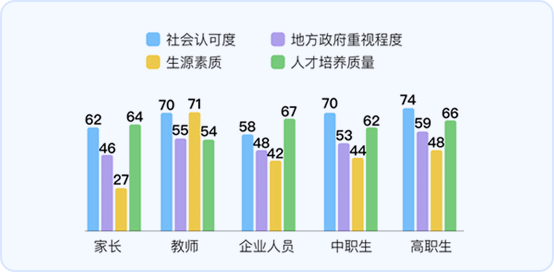 社会认可度 地方政府重视程度
生源素质 人才培养质量
62 46 27 64 70 55 71 54 58 48 42 67 70 53 44 62 74 59 48 66
家长 教师 企业人员 中职生 高职生